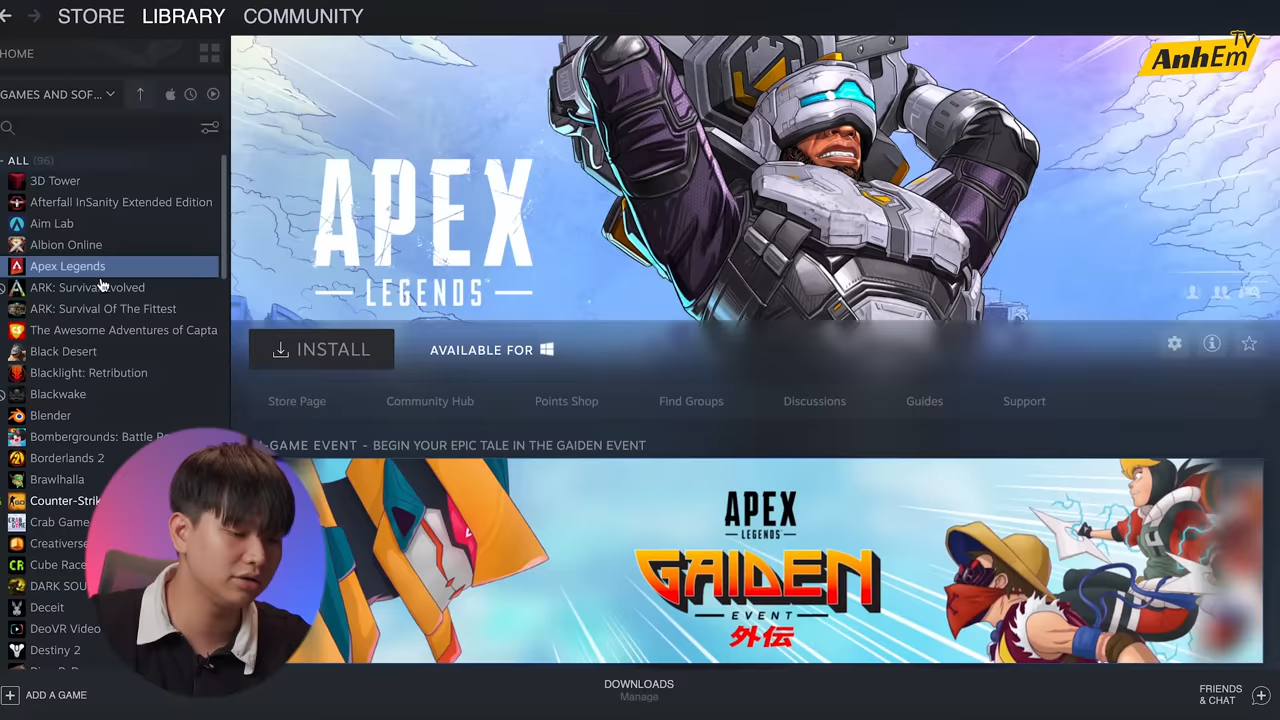 STORE LIBRARY COMMUNITY
AnhEm TV
HOME
GAMES AND SOF...
- ALL (96)
3D Tower
Afterfall InSanity Extended Edition
Aim Lab
Albion Online
Apex Legends
ARK: Survival Evolved
ARK: Survival Of The Fittest
The Awesome Adventures of Capta
Black Desert
Blacklight: Retribution
Blackwake
Blender
Bombergrounds: Battle R
Borderlands 2
Brawlhalla
Counter-Strik
Crab Game
Creativerse
Cube Race
DARK SOU
Deceit
DeoVR Video
Destiny 2
+ ADD A GAME
APEX
LEGENDS™
INSTALL
AVAILABLE FOR
Store Page Community Hub Points Shop Find Groups Discussions Guides Support
-GAME EVENT - BEGIN YOUR EPIC TALE IN THE GAIDEN EVENT
APEX
LEGENDS
GAIDEN
EVENT
外伝
DOWNLOADS
Manage
FRIENDS
& CHAT